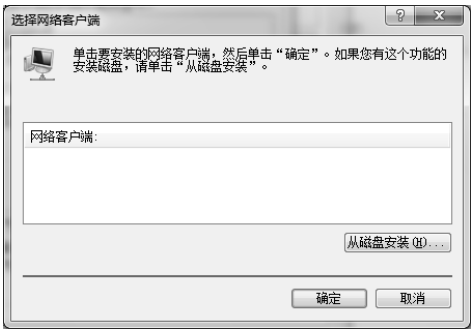 选择网络客户端
单击要安装的网络客户端，然后单击“确定”。如果您有这个功能的
安装磁盘，请单击“从磁盘安装”。
网络客户端:
从磁盘安装(H)...
确定
取消